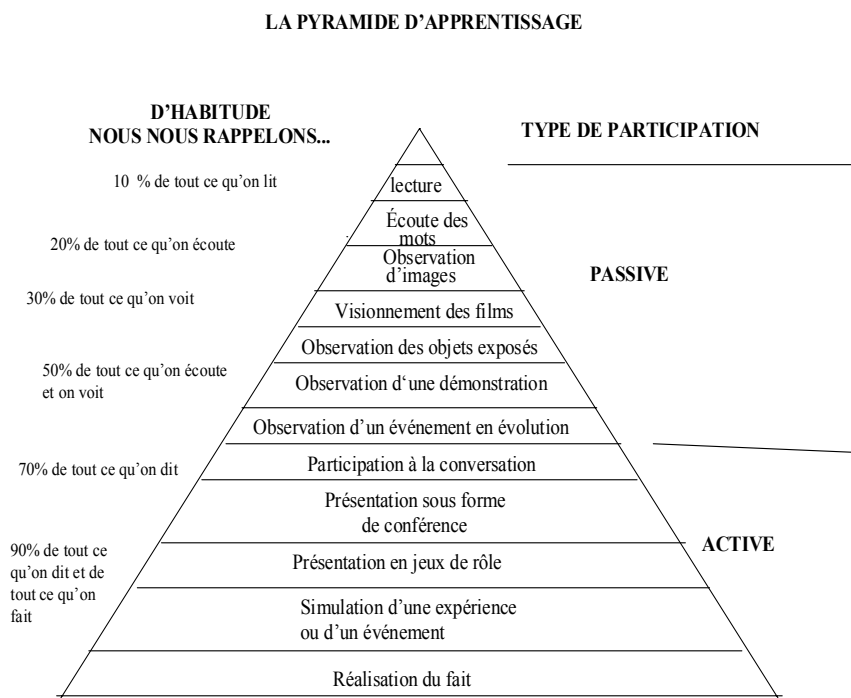 LA PYRAMIDE D'APPRENTISSAGE
D'HABITUDE
NOUS NOUS RAPPELONS...
TYPE DE PARTICIPATION
10 % de tout ce qu'on lit
lecture
20% de tout ce qu'on écoute
Écoute des
mots
Observation
d'images
30% de tout ce qu'on voit
PASSIVE
Visionnement des films
Observation des objets exposés
50% de tout ce qu'on écoute
et on voit
Observation d'une démonstration
Observation d'un événement en évolution
70% de tout ce qu'on dit
Participation à la conversation
Présentation sous forme
de conférence
ACTIVE
90% de tout ce
qu'on dit et de
tout ce qu'on
fait
Présentation en jeux de rôle
Simulation d'une expérience
ou d'un événement
Réalisation du fait